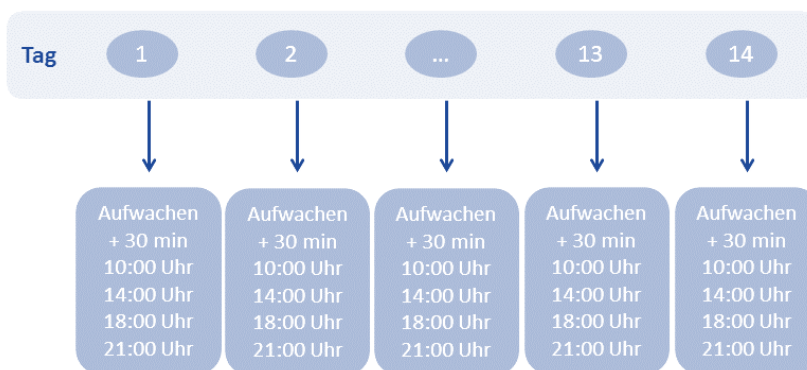 Tag 1 2 ... 13 14
Aufwachen
+ 30 min
10:00 Uhr
14:00 Uhr
18:00 Uhr
21:00 Uhr
Aufwachen
+ 30 min
10:00 Uhr
14:00 Uhr
18:00 Uhr
21:00 Uhr
Aufwachen
+ 30 min
10:00 Uhr
14:00 Uhr
18:00 Uhr
21:00 Uhr
Aufwachen
+ 30 min
10:00 Uhr
14:00 Uhr
18:00 Uhr
21:00 Uhr
Aufwachen
+ 30 min
10:00 Uhr
14:00 Uhr
18:00 Uhr
21:00 Uhr